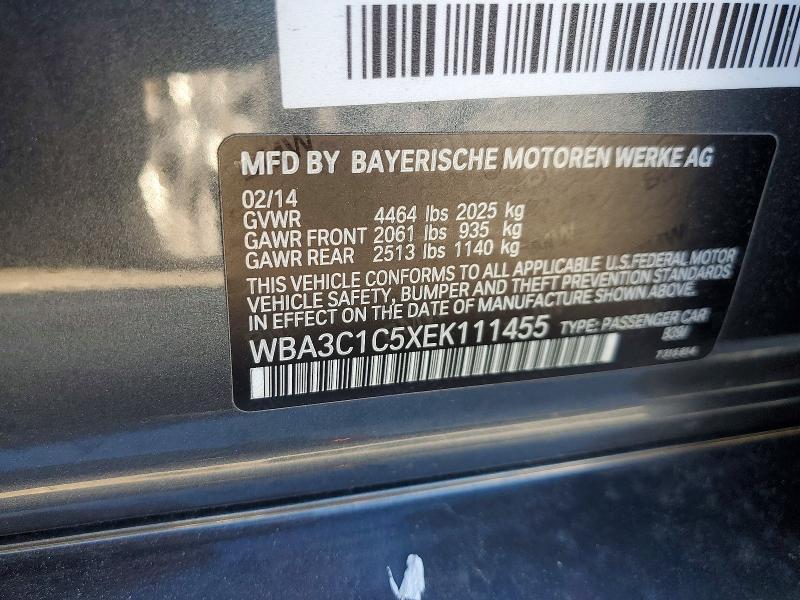 MFD BY BAYERISCHE MOTOREN WERKE AG
02/14
GVWR 4464 lbs 2025 kg
GAWR FRONT 2061 lbs 935 kg
GAWR REAR 2513 lbs 1140 kg
THIS VEHICLE CONFORMS TO ALL APPLICABLE U.S.FEDERAL MOTOR
VEHICLE SAFETY, BUMPER AND THEFT PREVENTION STANDARDS
IN EFFECT ON THE DATE OF MANUFACTURE SHOWN ABOVE.
WBA3C1C5XEK111455 TYPE: PASSENGER CAR